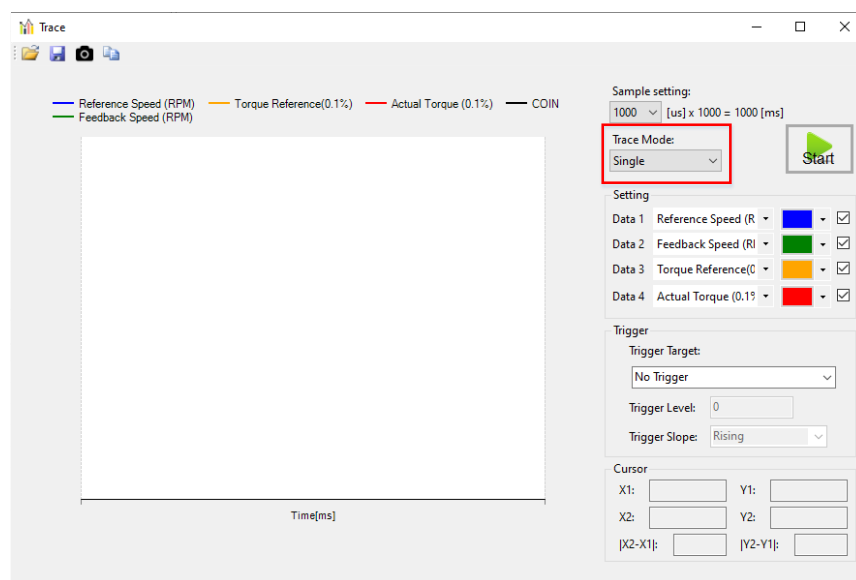 Trace
Reference Speed (RPM)
Torque Reference(0.1%)
Actual Torque (0.1%)
COIN
Feedback Speed (RPM)
Time[ms]
Sample setting:
1000 [us] x 1000 = 1000 [ms]
Trace Mode:
Single
Start
Setting
Data 1 Reference Speed (R
Data 2 Feedback Speed (RI
Data 3 Torque Reference(0
Data 4 Actual Torque (0.1%
Trigger
Trigger Target:
No Trigger
Trigger Level: 0
Trigger Slope: Rising
Cursor
X1: Y1:
X2: Y2:
|X2-X1|: |Y2-Y1|: